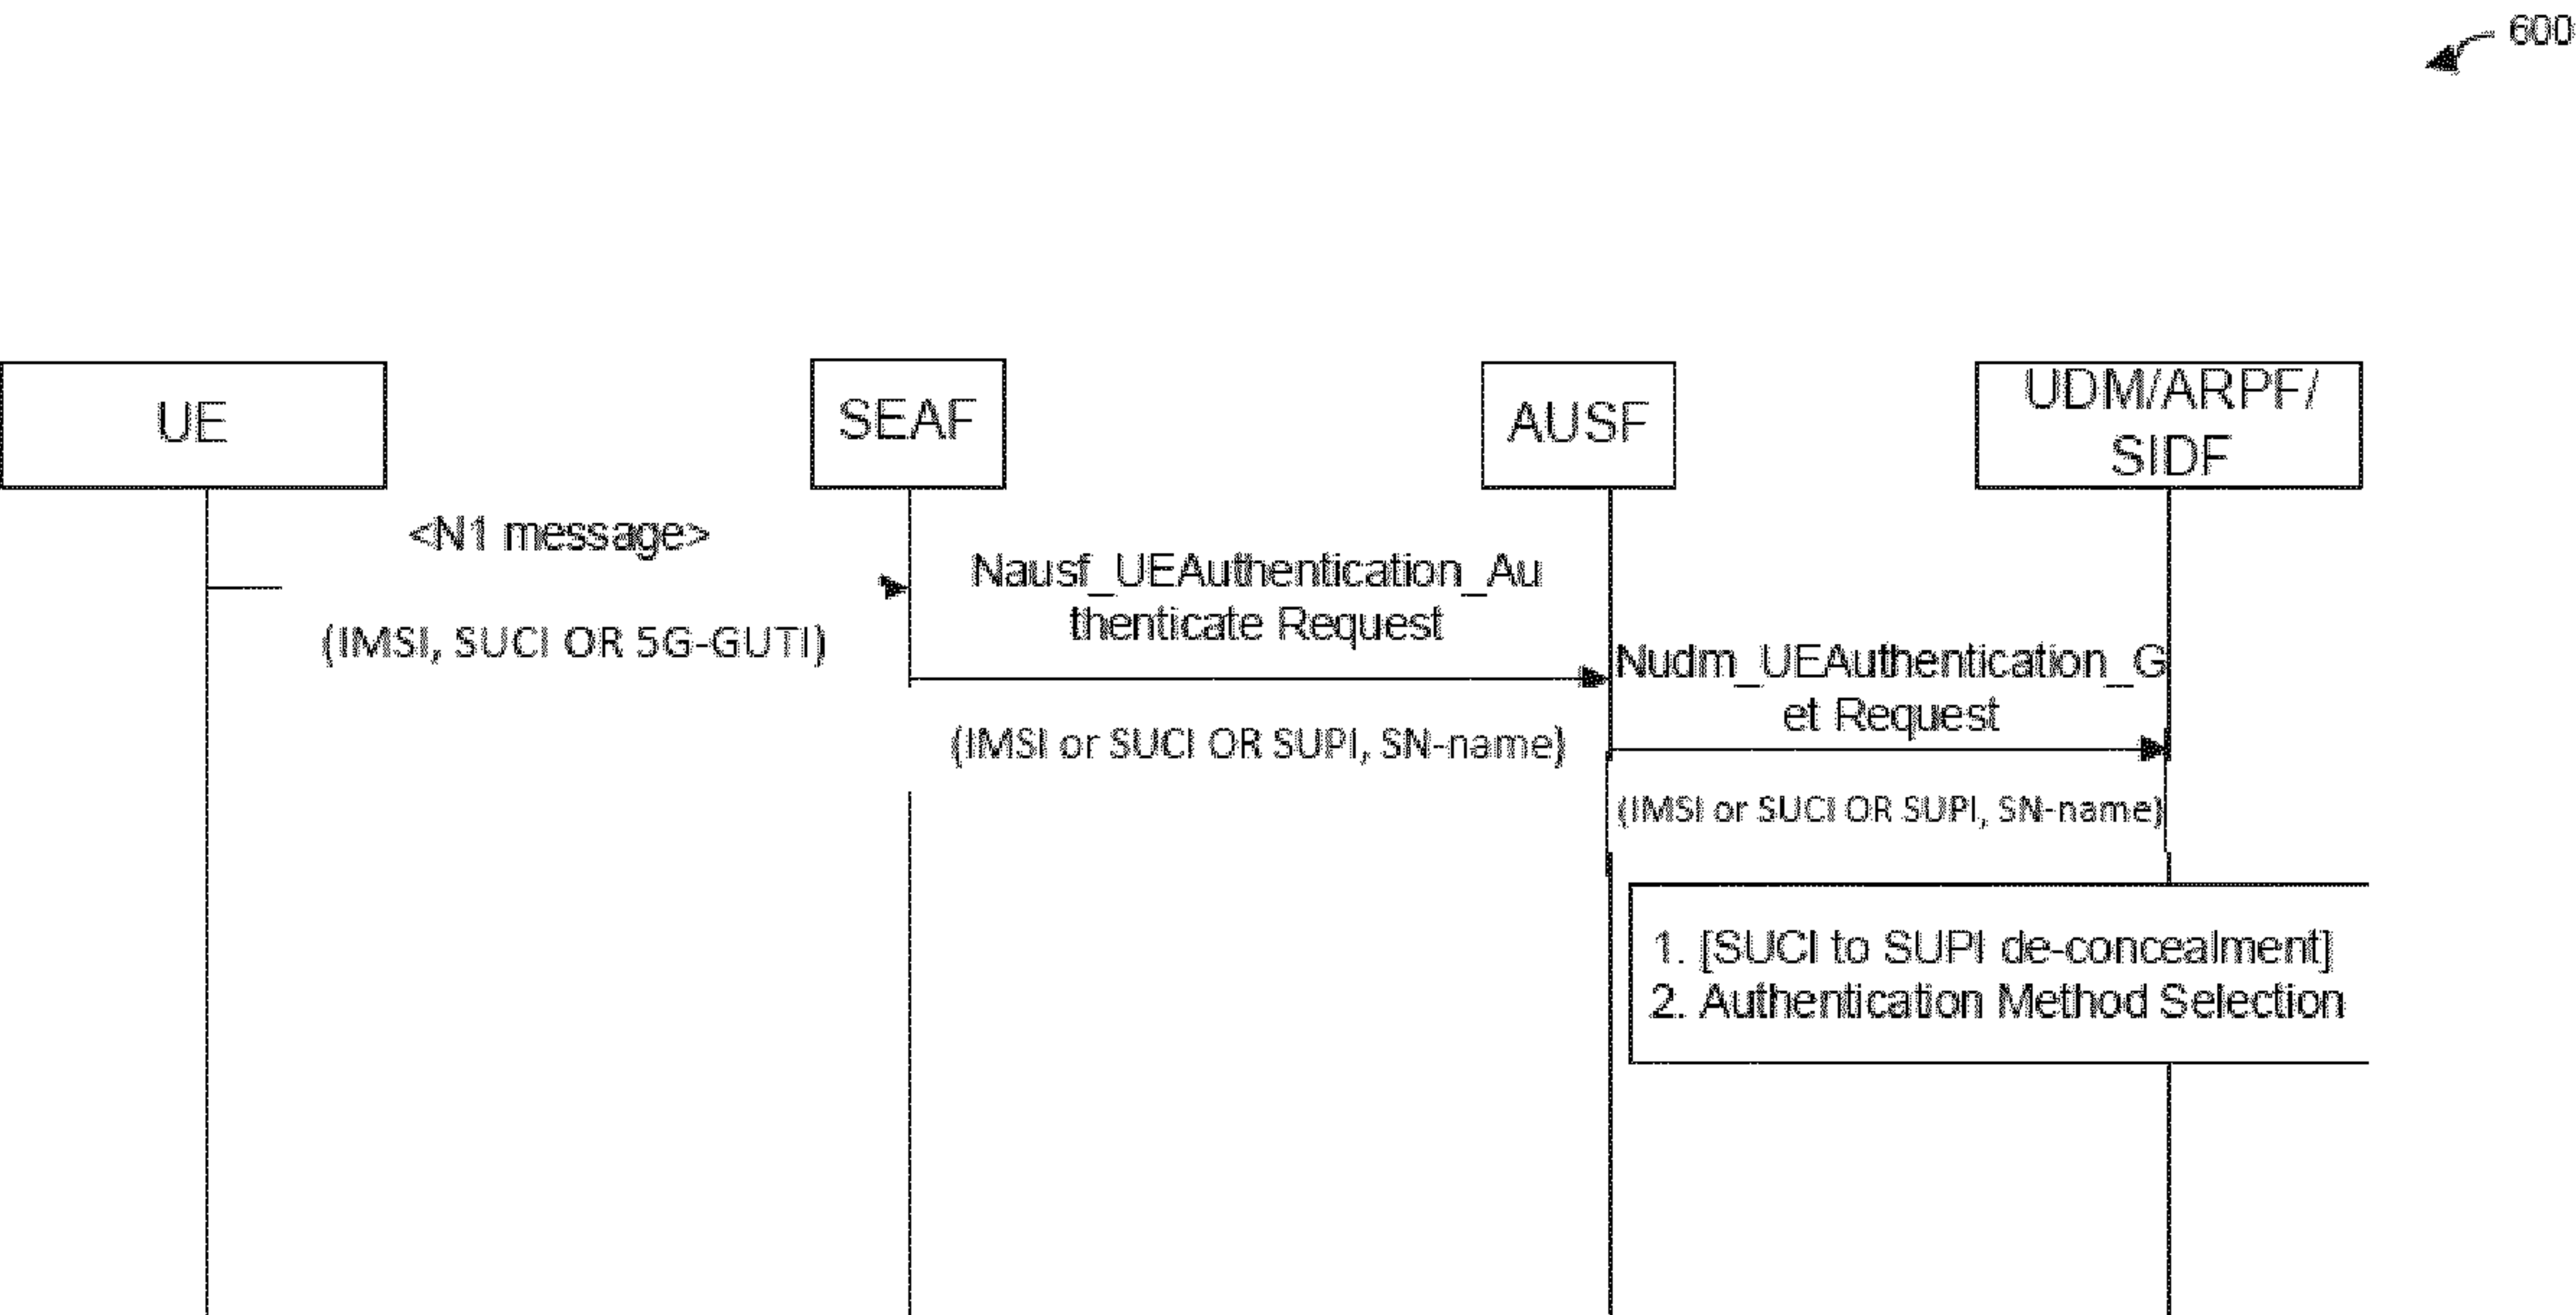 600
UE
SEAF
AUSF
UDM/ARPF/
SIDF
<N1 message>
(IMSI, SUCI OR 5G-GUTI)
Nausf_UEAuthentication_Au
thenticate Request
(IMSI or SUCI OR SUPI, SN-name)
Nudm_UEAuthentication_G
et Request
(IMSI or SUCI OR SUPI, SN-name)
1. [SUCI to SUPI de-concealment]
2. Authentication Method Selection